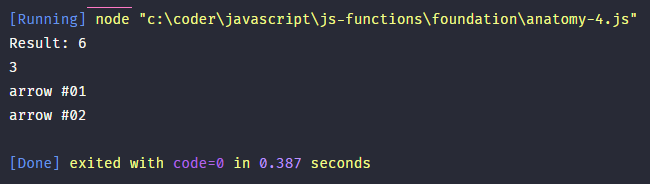 [Running] node "c:\coder\javascript\js-functions\foundation\anatomy-4.js"
Result: 6
3
arrow #01
arrow #02
[Done] exited with code=0 in 0.387 seconds